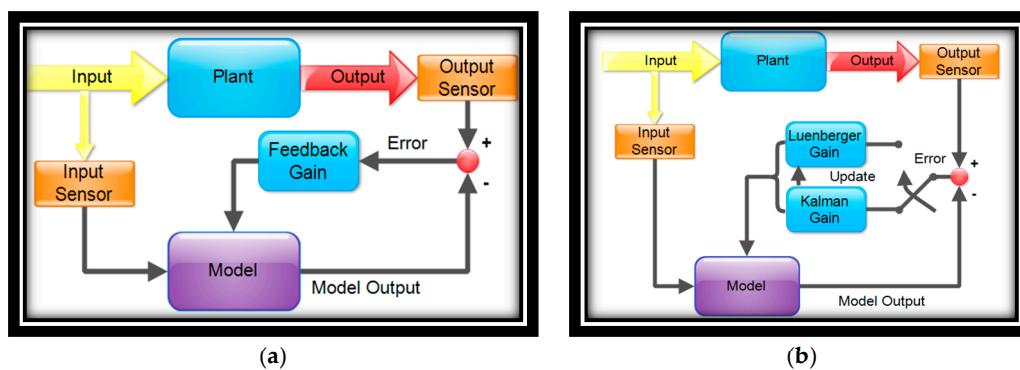 Input
Plant
Output
Output
Sensor
Input
Sensor
Feedback
Gain
Error
+
-
Model
Model Output
(a)
Input
Plant
Output
Output
Sensor
Input
Sensor
Luenberger
Gain
Error
+
-
Update
Kalman
Gain
Model
Model Output
(b)